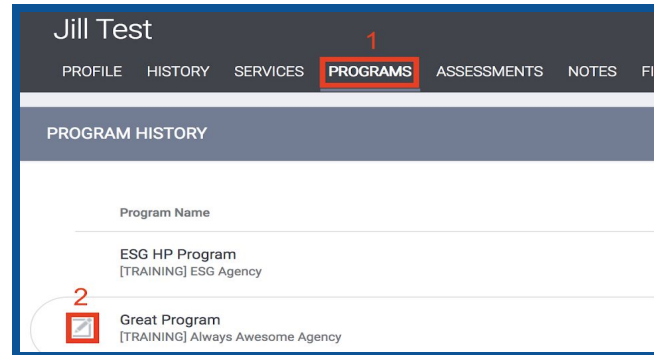 Jill Test
1
PROFILE HISTORY SERVICES PROGRAMS ASSESSMENTS NOTES FI
PROGRAM HISTORY
Program Name
ESG HP Program
[TRAINING] ESG Agency
2
Great Program
[TRAINING] Always Awesome Agency